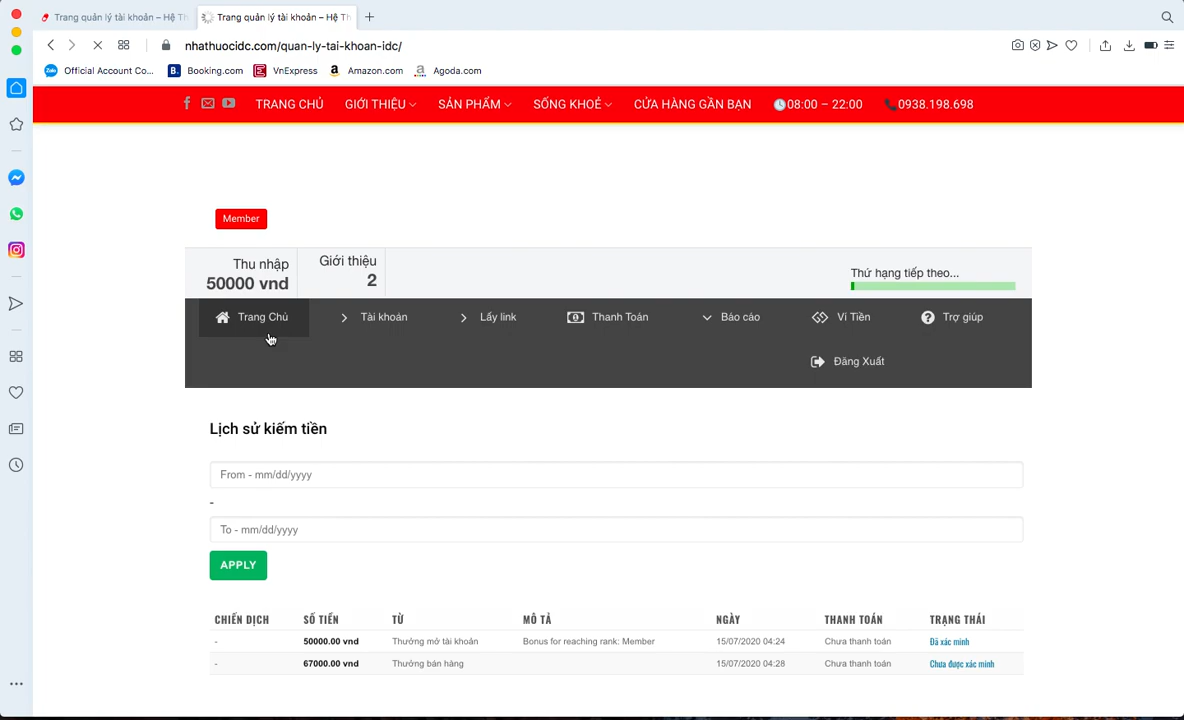 Trang quản lý tài khoản – Hệ Th
Trang quản lý tài khoản – Hệ Th
nhathuocidc.com/quan-ly-tai-khoan-idc/
Zalo Official Account Co...
B. Booking.com
E VnExpress
a Amazon.com
a Agoda.com
TRANG CHỦ
GIỚI THIỆU
SẢN PHẨM
SỐNG KHOẺ
CỬA HÀNG GẦN BẠN
08:00 – 22:00
0938.198.698
Member
Thu nhập
50000 vnd
Giới thiệu
2
Thứ hạng tiếp theo...
Trang Chủ
Tài khoản
Lấy link
Thanh Toán
Báo cáo
Ví Tiền
Trợ giúp
Đăng Xuất
Lịch sử kiếm tiền
From - mm/dd/yyyy
-
To - mm/dd/yyyy
APPLY
CHIẾN DỊCH SỐ TIỀN TỪ MÔ TẢ NGÀY THANH TOÁN TRẠNG THÁI
- 50000.00 vnd Thưởng mở tài khoản Bonus for reaching rank: Member 15/07/2020 04:24 Chưa thanh toán Đã xác minh
- 67000.00 vnd Thưởng bán hàng 15/07/2020 04:28 Chưa thanh toán Chưa được xác minh